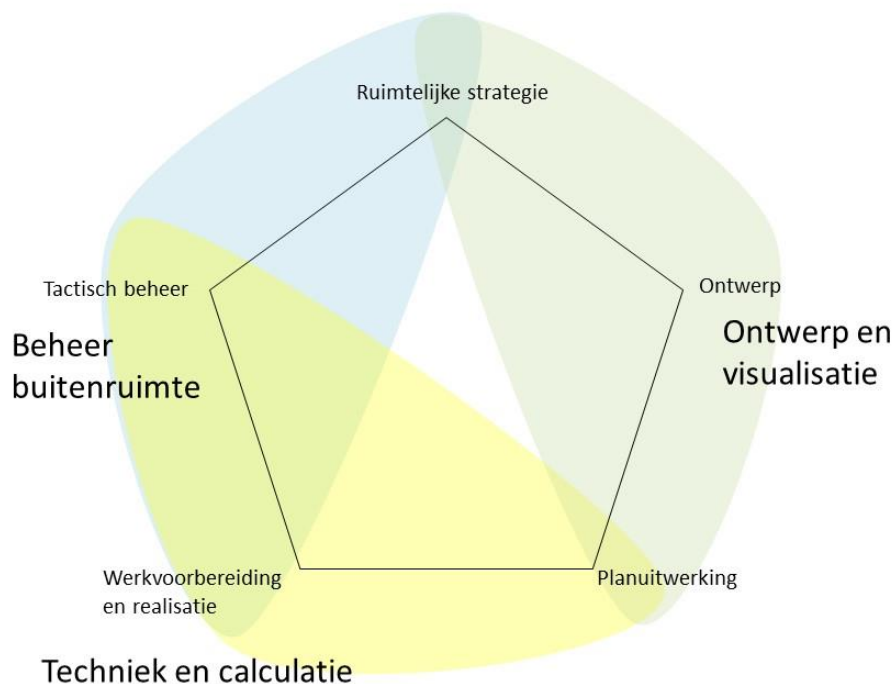 Ruimtelijke strategie
Tactisch beheer
Ontwerp
Beheer
buitenruimte
Ontwerp en
visualisatie
Werkvoorbereiding
en realisatie
Planuitwerking
Techniek en calculatie